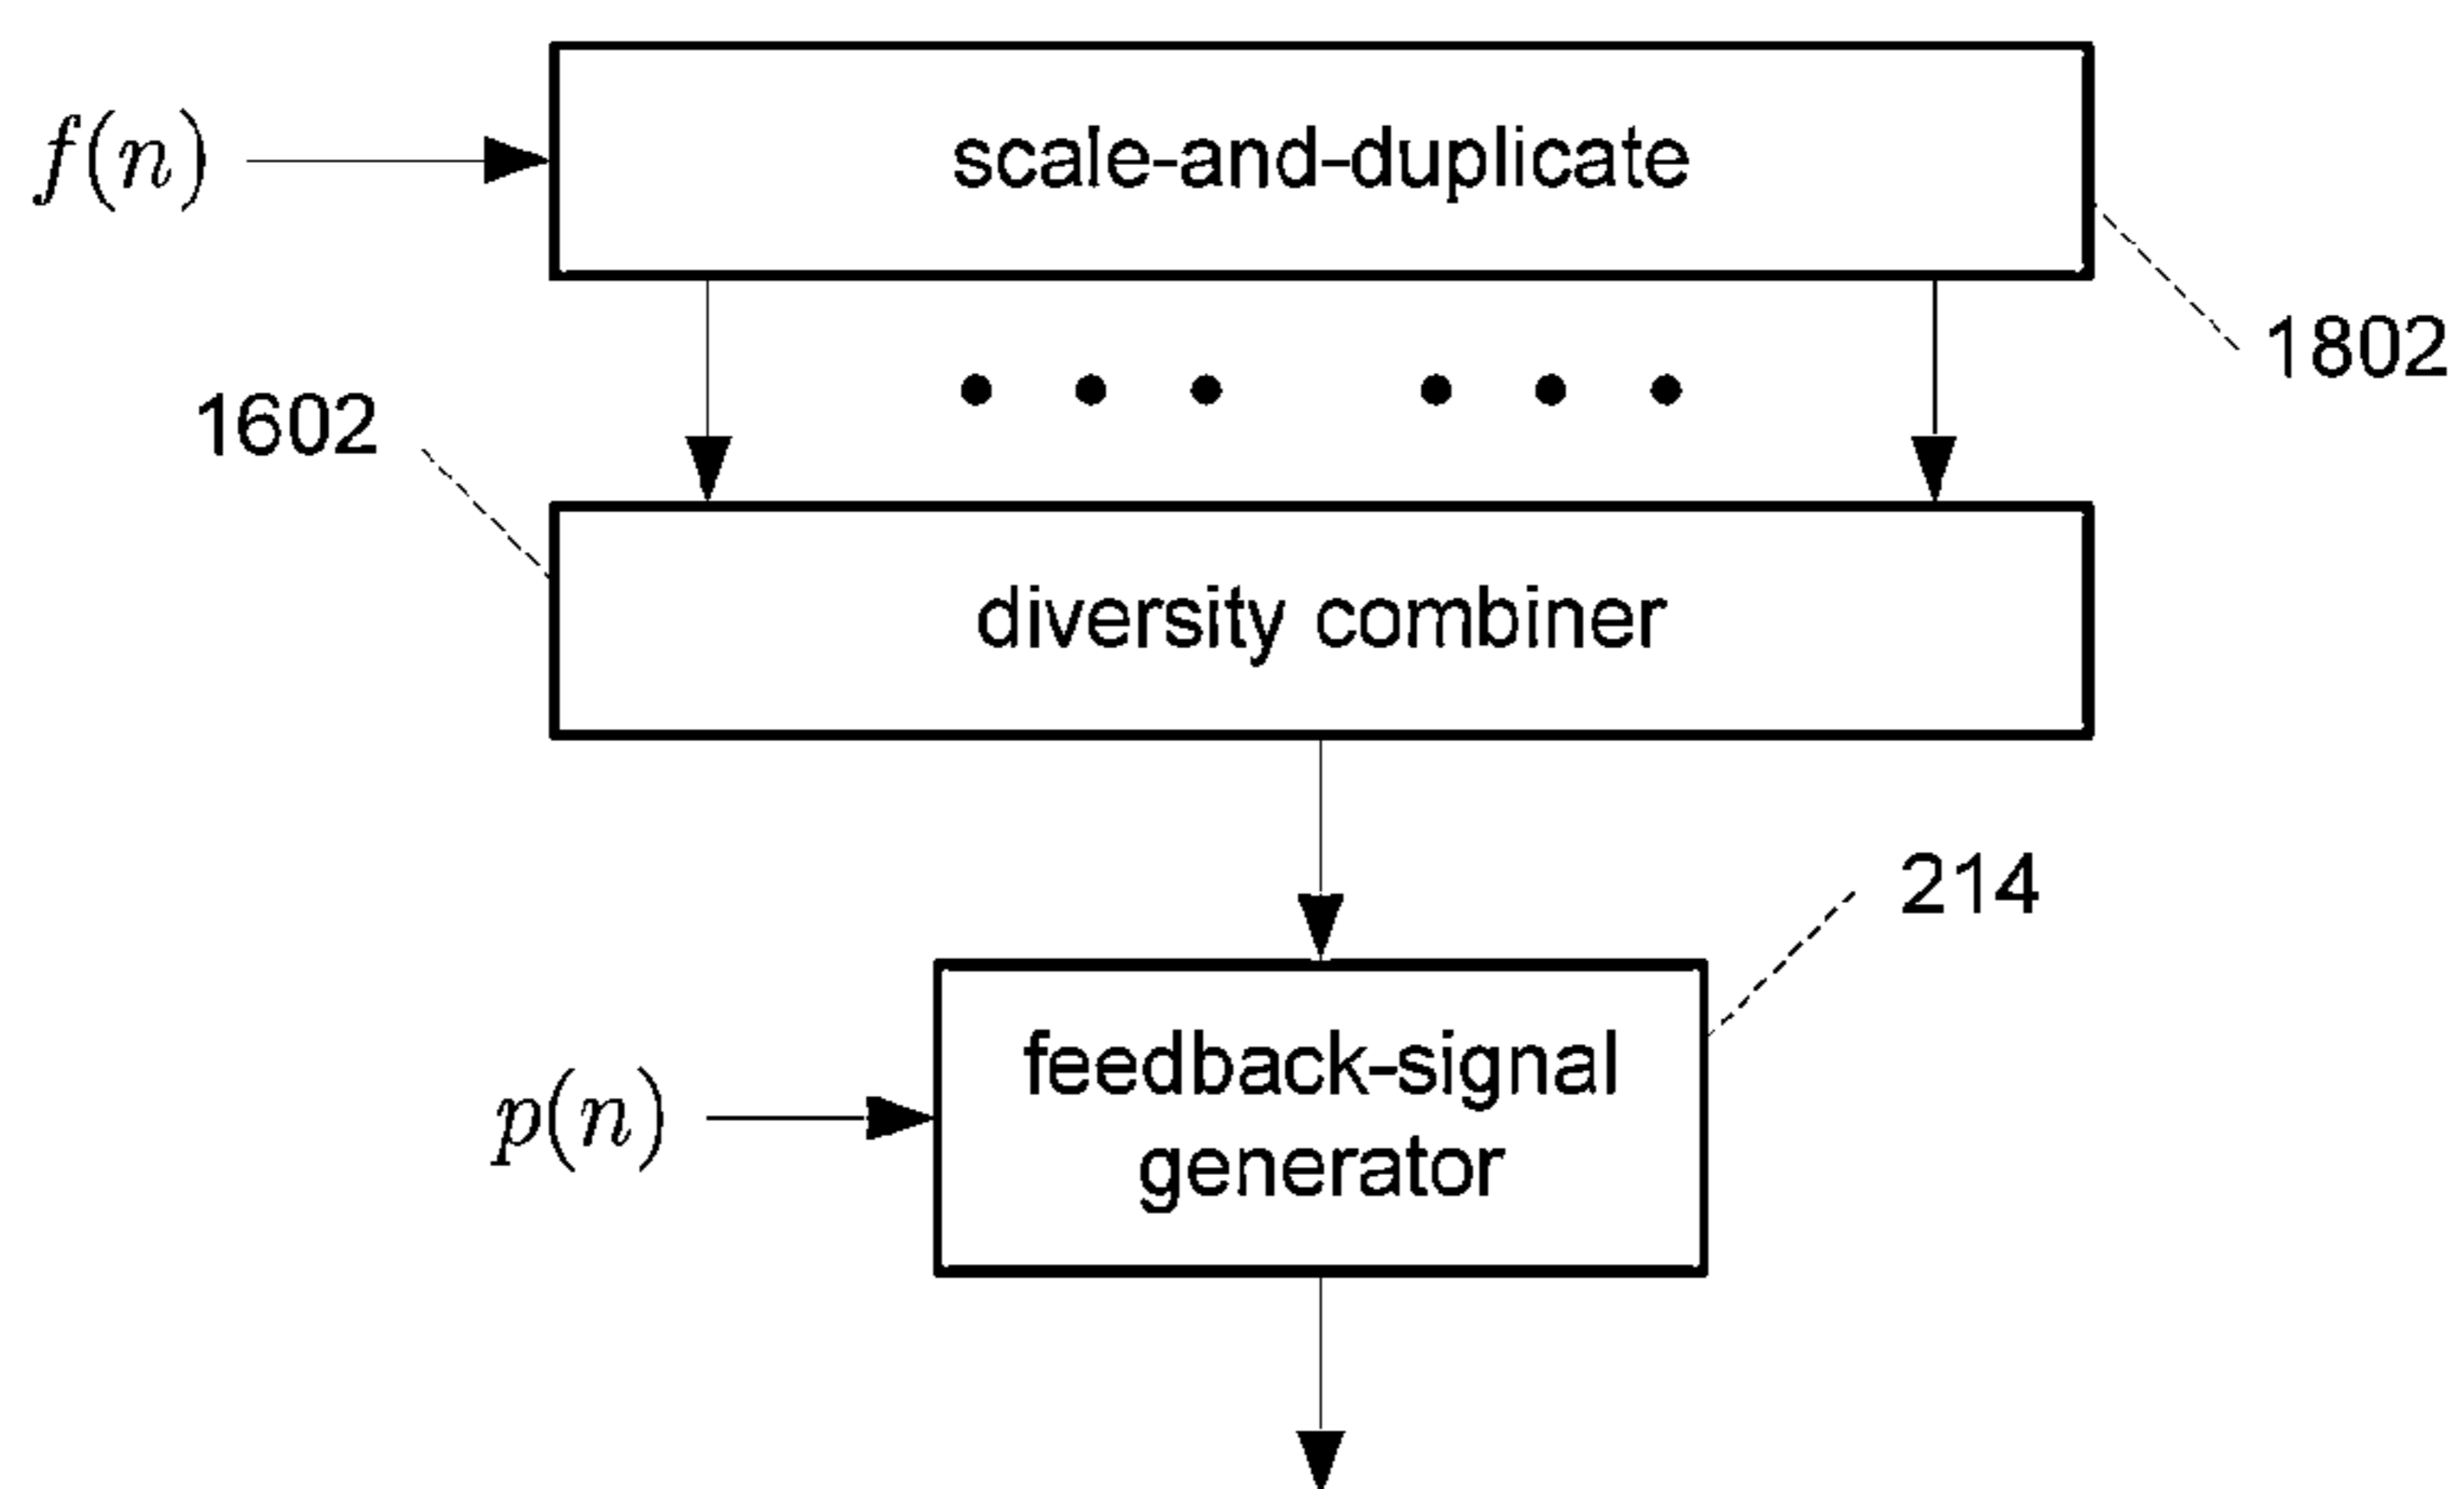 f(n)
scale-and-duplicate
1802
1602
diversity combiner
214
feedback-signal
generator
p(n)